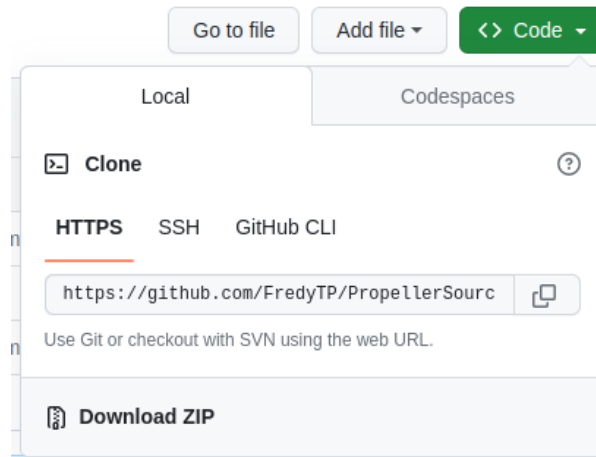 Go to file Add file <> Code
Local Codespaces
Clone
HTTPS SSH GitHub CLI
https://github.com/FredyTP/PropellerSourc
Use Git or checkout with SVN using the web URL.
Download ZIP